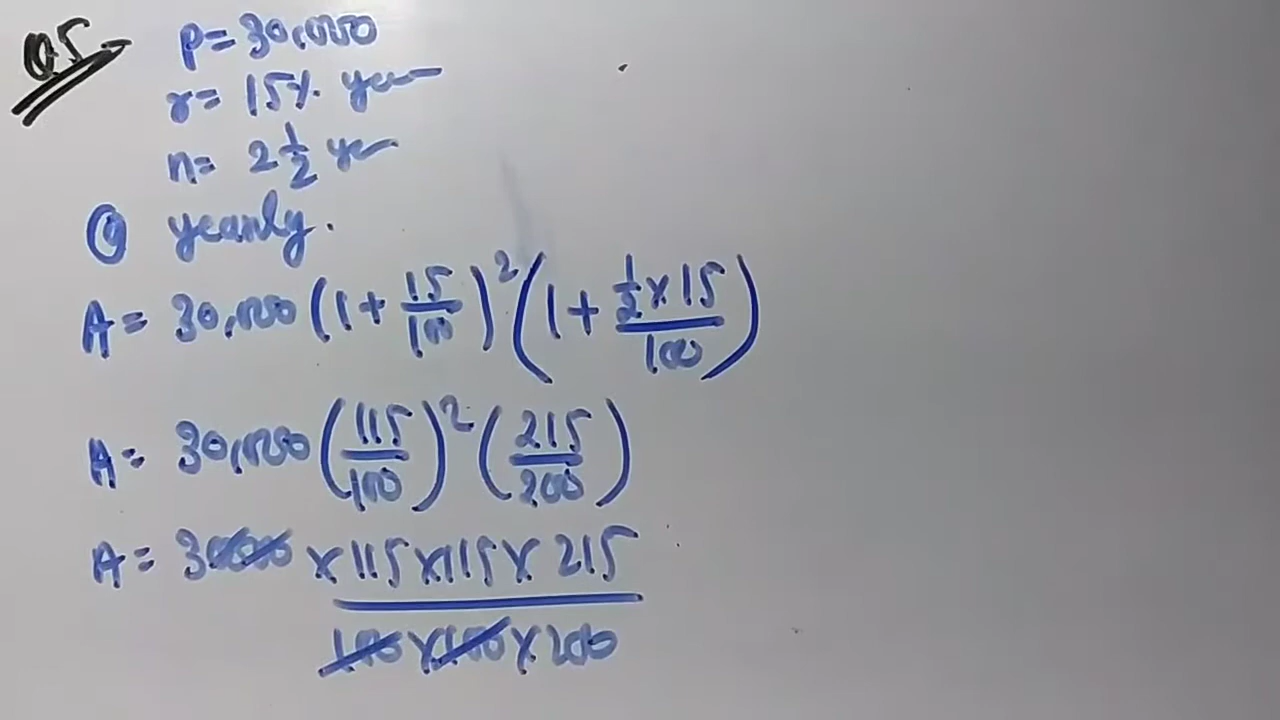 Q5
P = 30,000
r = 15% year
n = 2 1/2 year
① yearly.
A = 30,000 (1 + 15/100)² (1 + 1/2 × 15/100)
A = 30,000 (115/100)² (215/200)
A = 30000 × 115 × 115 × 215 / 100 × 100 × 200